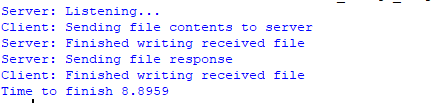 Server: Listening...
Client: Sending file contents to server
Server: Finished writing received file
Server: Sending file response
Client: Finished writing received file
Time to finish 8.8959